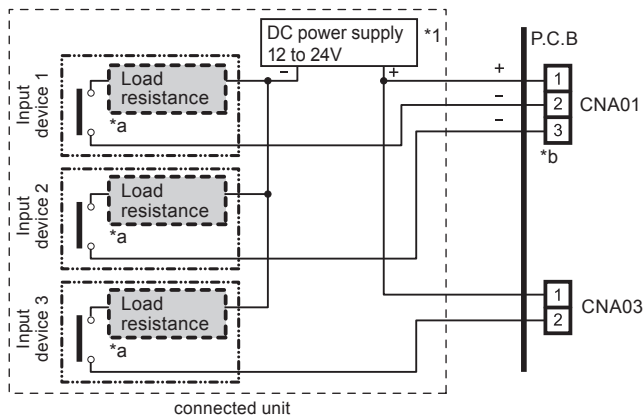 DC power supply
12 to 24V
*1
P.C.B
Input
device 1
Load
resistance
*a
−
+
+
−
−
1
2
3
CNA01
*b
Input
device 2
Load
resistance
*a
Input
device 3
Load
resistance
*a
1
2
CNA03
connected unit